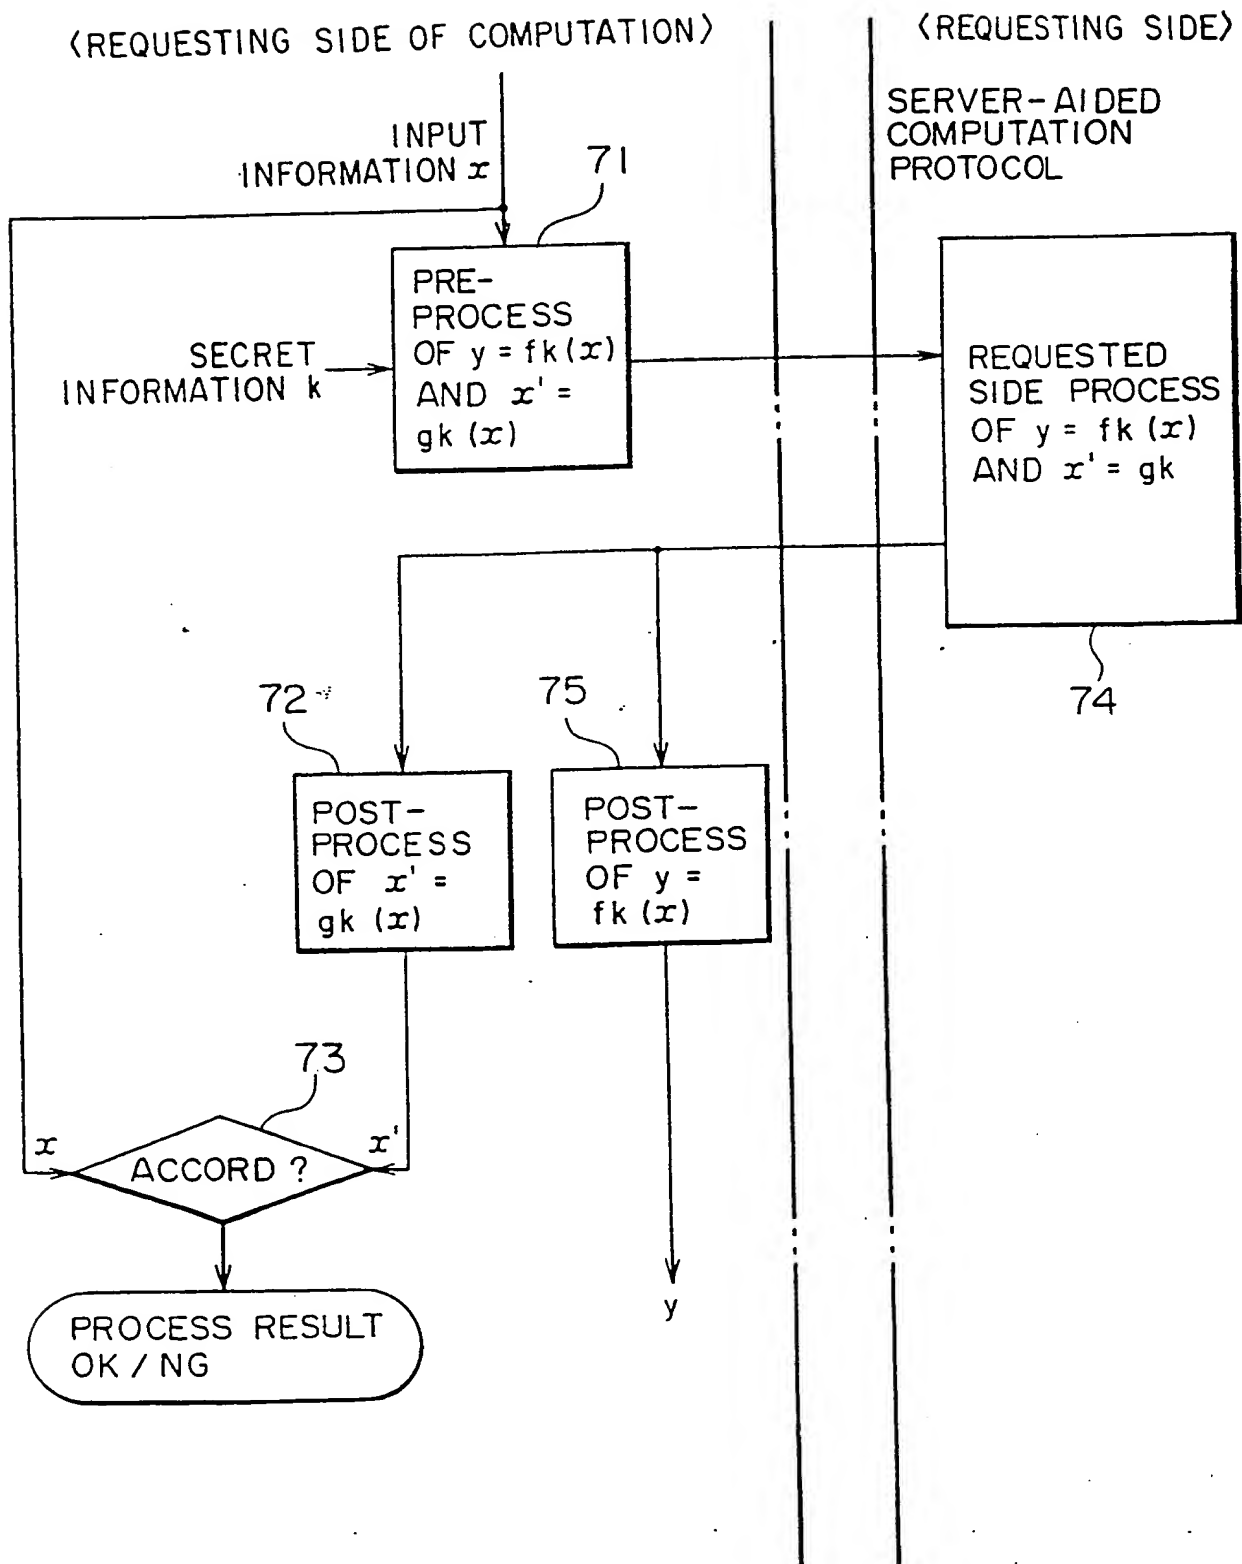 〈REQUESTING SIDE OF COMPUTATION〉
〈REQUESTING SIDE〉
SERVER-AIDED
COMPUTATION
PROTOCOL
INPUT
INFORMATION x
71
PRE-
PROCESS
OF y = fk(x)
AND x' =
gk (x)
SECRET
INFORMATION k
REQUESTED
SIDE PROCESS
OF y = fk (x)
AND x' = gk
74
72
75
POST-
PROCESS
OF x' =
gk (x)
POST-
PROCESS
OF y =
fk (x)
73
x
x'
ACCORD ?
y
PROCESS RESULT
OK / NG